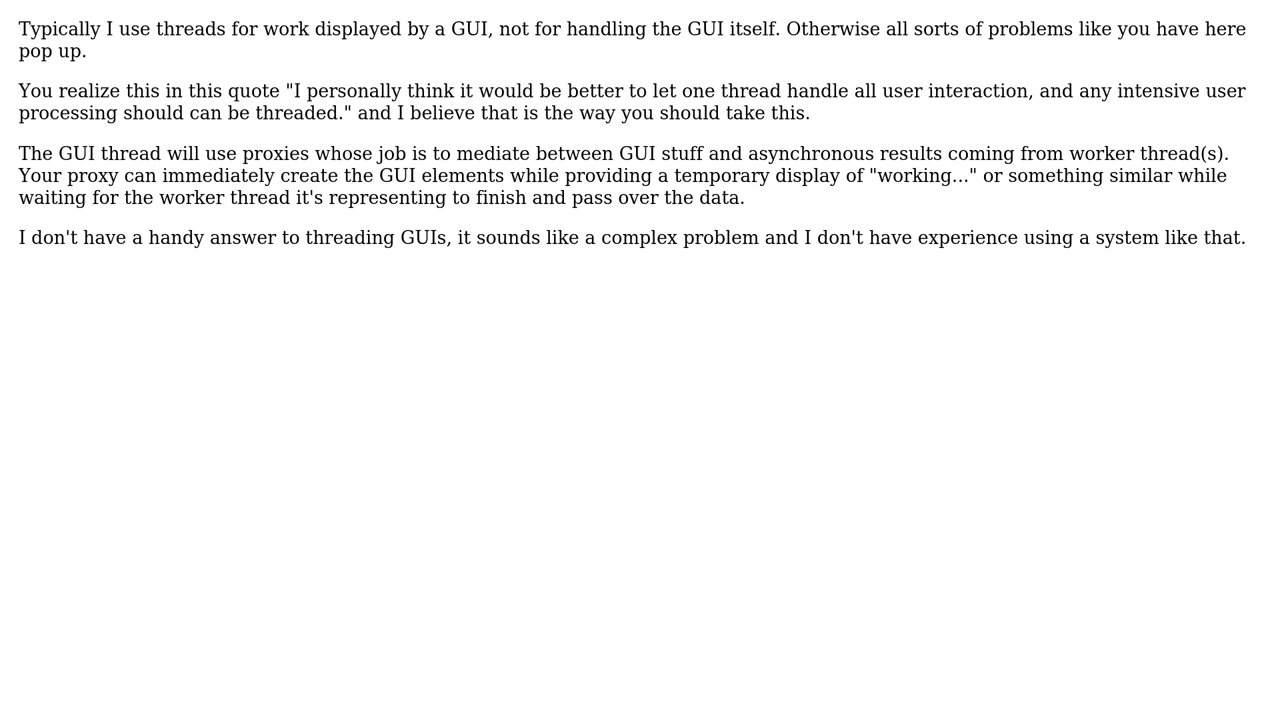 Typically I use threads for work displayed by a GUI, not for handling the GUI itself. Otherwise all sorts of problems like you have here
pop up.
You realize this in this quote "I personally think it would be better to let one thread handle all user interaction, and any intensive user
processing should can be threaded." and I believe that is the way you should take this.
The GUI thread will use proxies whose job is to mediate between GUI stuff and asynchronous results coming from worker thread(s).
Your proxy can immediately create the GUI elements while providing a temporary display of "working..." or something similar while
waiting for the worker thread it's representing to finish and pass over the data.
I don't have a handy answer to threading GUIs, it sounds like a complex problem and I don't have experience using a system like that.